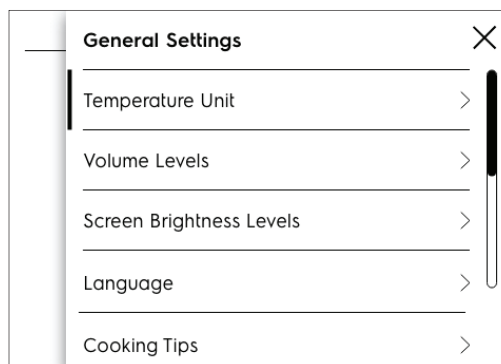 General Settings
Temperature Unit
Volume Levels
Screen Brightness Levels
Language
Cooking Tips